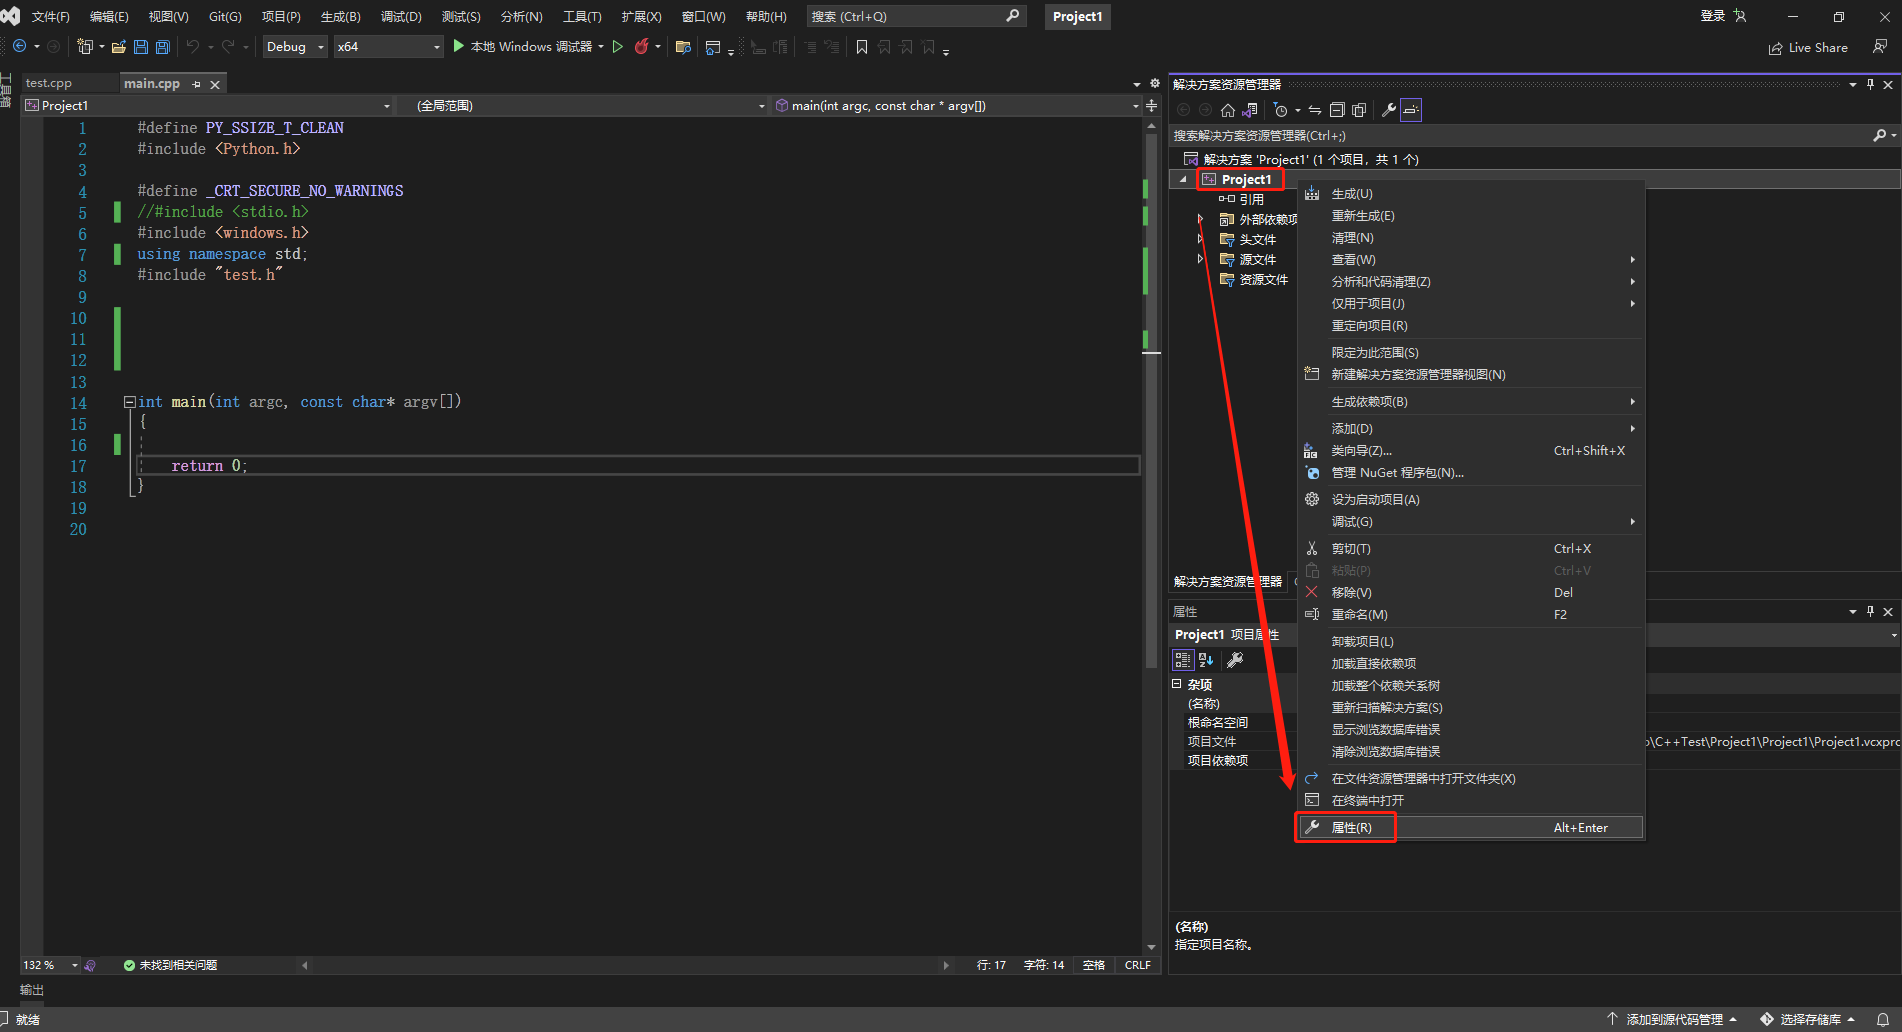 文件(F) 编辑(E) 视图(V) Git(G) 项目(P) 生成(B) 调试(D) 测试(S) 分析(N) 工具(T) 扩展(X) 窗口(W) 帮助(H) 搜索 (Ctrl+Q) Project1 登录
Debug x64 本地 Windows 调试器 Live Share
工具箱
test.cpp main.cpp
Project1 (全局范围) main(int argc, const char * argv[])
1 #define PY_SSIZE_T_CLEAN
2 #include <Python.h>
3
4 #define _CRT_SECURE_NO_WARNINGS
5 //#include <stdio.h>
6 #include <windows.h>
7 using namespace std;
8 #include "test.h"
9
10
11
12
13
14 int main(int argc, const char* argv[])
15 {
16
17 return 0;
18 }
19
20
132 % 未找到相关问题 行: 17 字符: 14 空格 CRLF
输出
解决方案资源管理器
搜索解决方案资源管理器(Ctrl+;)
解决方案 'Project1' (1 个项目，共 1 个)
Project1
引用
外部依赖项
头文件
源文件
资源文件
解决方案资源管理器
属性
Project1 项目属性
杂项
(名称)
根命名空间
项目文件
项目依赖项
\C++Test\Project1\Project1\Project1.vcxpro
(名称)
指定项目名称。
生成(U)
重新生成(E)
清理(N)
查看(W)
分析和代码清理(Z)
仅用于项目(J)
重定向项目(R)
限定为此范围(S)
新建解决方案资源管理器视图(N)
生成依赖项(B)
添加(D)
类向导(Z)... Ctrl+Shift+X
管理 NuGet 程序包(N)...
设为启动项目(A)
调试(G)
剪切(T) Ctrl+X
粘贴(P) Ctrl+V
移除(V) Del
重命名(M) F2
卸载项目(L)
加载直接依赖项
加载整个依赖关系树
重新扫描解决方案(S)
显示浏览数据库错误
清除浏览数据库错误
在文件资源管理器中打开文件夹(X)
在终端中打开
属性(R) Alt+Enter
就绪 添加到源代码管理 选择存储库